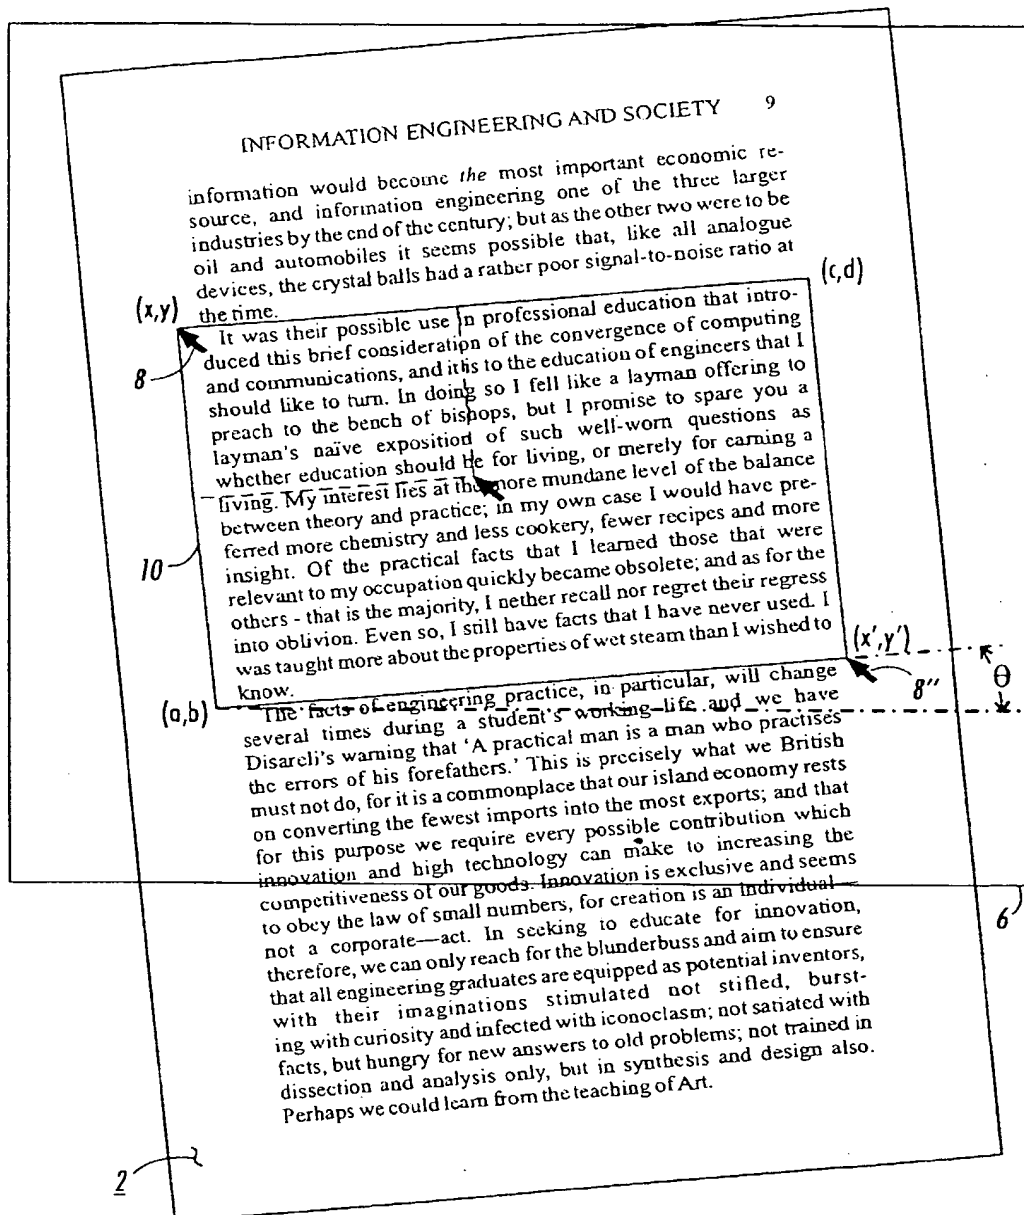 INFORMATION ENGINEERING AND SOCIETY 9
information would become the most important economic re-
source, and information engineering one of the three larger
industries by the end of the century; but as the other two were to be
oil and automobiles it seems possible that, like all analogue
devices, the crystal balls had a rather poor signal-to-noise ratio at
the time.
(x,y)
(c,d)
8
It was their possible use in professional education that intro-
duced this brief consideration of the convergence of computing
and communications, and it is to the education of engineers that I
should like to turn. In doing so I fell like a layman offering to
preach to the bench of bishops, but I promise to spare you a
layman's naïve exposition of such well-worn questions as
whether education should be for living, or merely for earning a
living. My interest lies at the more mundane level of the balance
between theory and practice; in my own case I would have pre-
ferred more chemistry and less cookery, fewer recipes and more
10
insight. Of the practical facts that I learned those that were
relevant to my occupation quickly became obsolete; and as for the
others - that is the majority, I nether recall nor regret their regress
into oblivion. Even so, I still have facts that I have never used. I
was taught more about the properties of wet steam than I wished to
know.
(x',y')
8''
θ
(a,b)
The facts of engineering practice, in particular, will change
several times during a student's working life and we have
Disareli's warning that 'A practical man is a man who practises
the errors of his forefathers.' This is precisely what we British
must not do, for it is a commonplace that our island economy rests
on converting the fewest imports into the most exports; and that
for this purpose we require every possible contribution which
innovation and high technology can make to increasing the
competitiveness of our goods. Innovation is exclusive and seems
to obey the law of small numbers, for creation is an individual—
6
not a corporate—act. In seeking to educate for innovation,
therefore, we can only reach for the blunderbuss and aim to ensure
that all engineering graduates are equipped as potential inventors,
with their imaginations stimulated not stifled, burst-
ing with curiosity and infected with iconoclasm; not satiated with
facts, but hungry for new answers to old problems; not trained in
dissection and analysis only, but in synthesis and design also.
Perhaps we could learn from the teaching of Art.
2